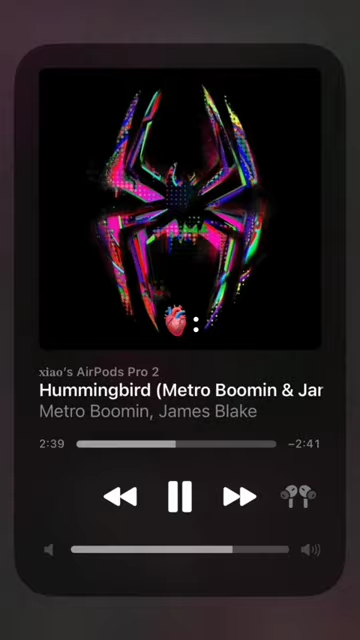 🫀:
xiao's AirPods Pro 2
Hummingbird (Metro Boomin & Jar
Metro Boomin, James Blake
2:39
−2:41